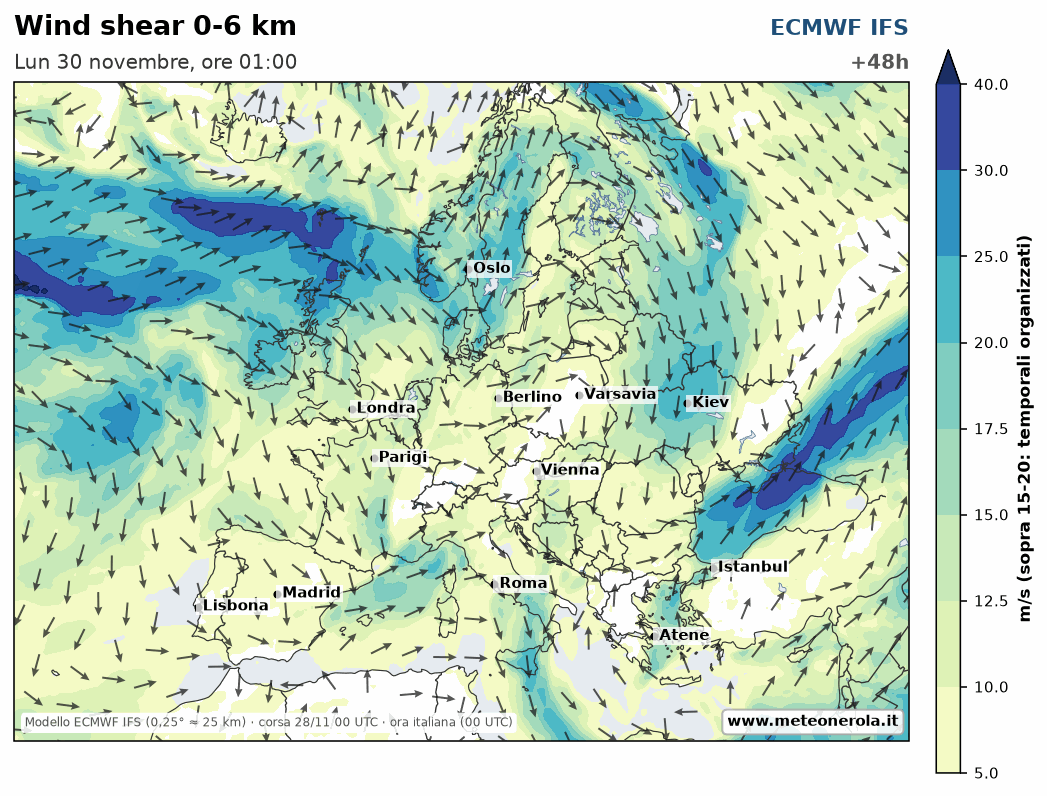 Wind shear 0-6 km
ECMWF IFS
Lun 30 novembre, ore 01:00
+48h
40.0
30.0
25.0
20.0
17.5
15.0
12.5
10.0
5.0
m/s (sopra 15-20: temporali organizzati)
Oslo
Berlino
Varsavia
Kiev
Londra
Parigi
Vienna
Istanbul
Roma
Madrid
Lisbona
Atene
Modello ECMWF IFS (0,25° ≈ 25 km) · corsa 28/11 00 UTC · ora italiana (00 UTC)
www.meteonerola.it